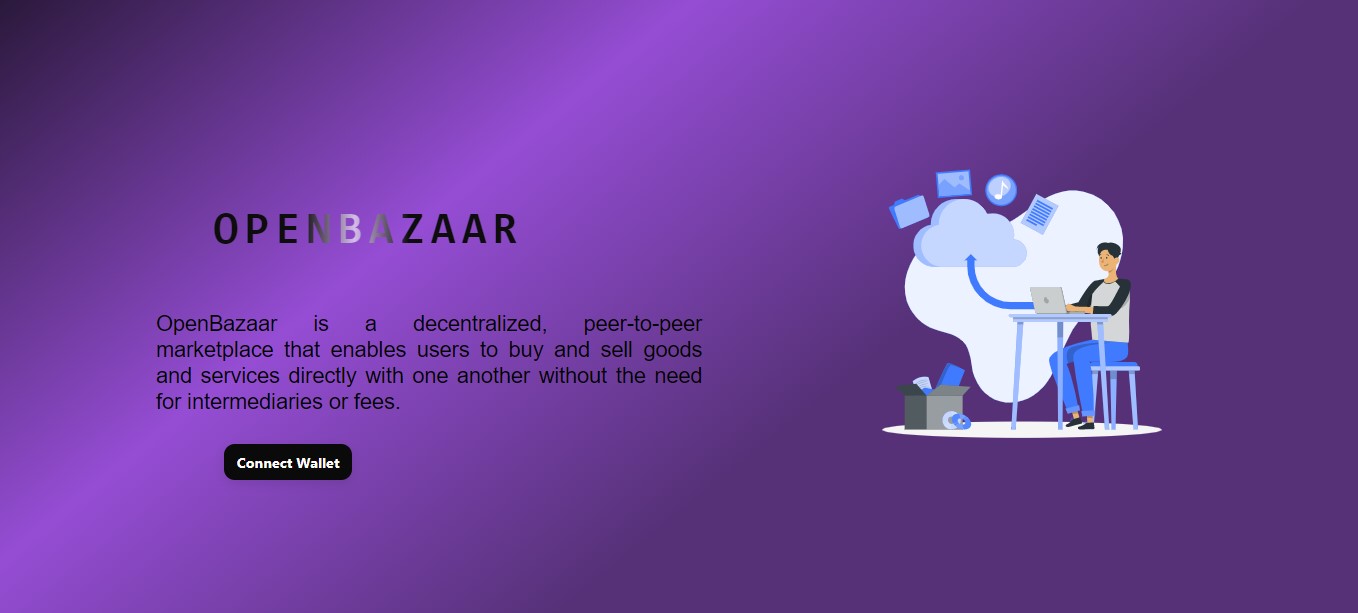 OPENBAZAAR
OpenBazaar is a decentralized, peer-to-peer
marketplace that enables users to buy and sell goods
and services directly with one another without the need
for intermediaries or fees.
Connect Wallet